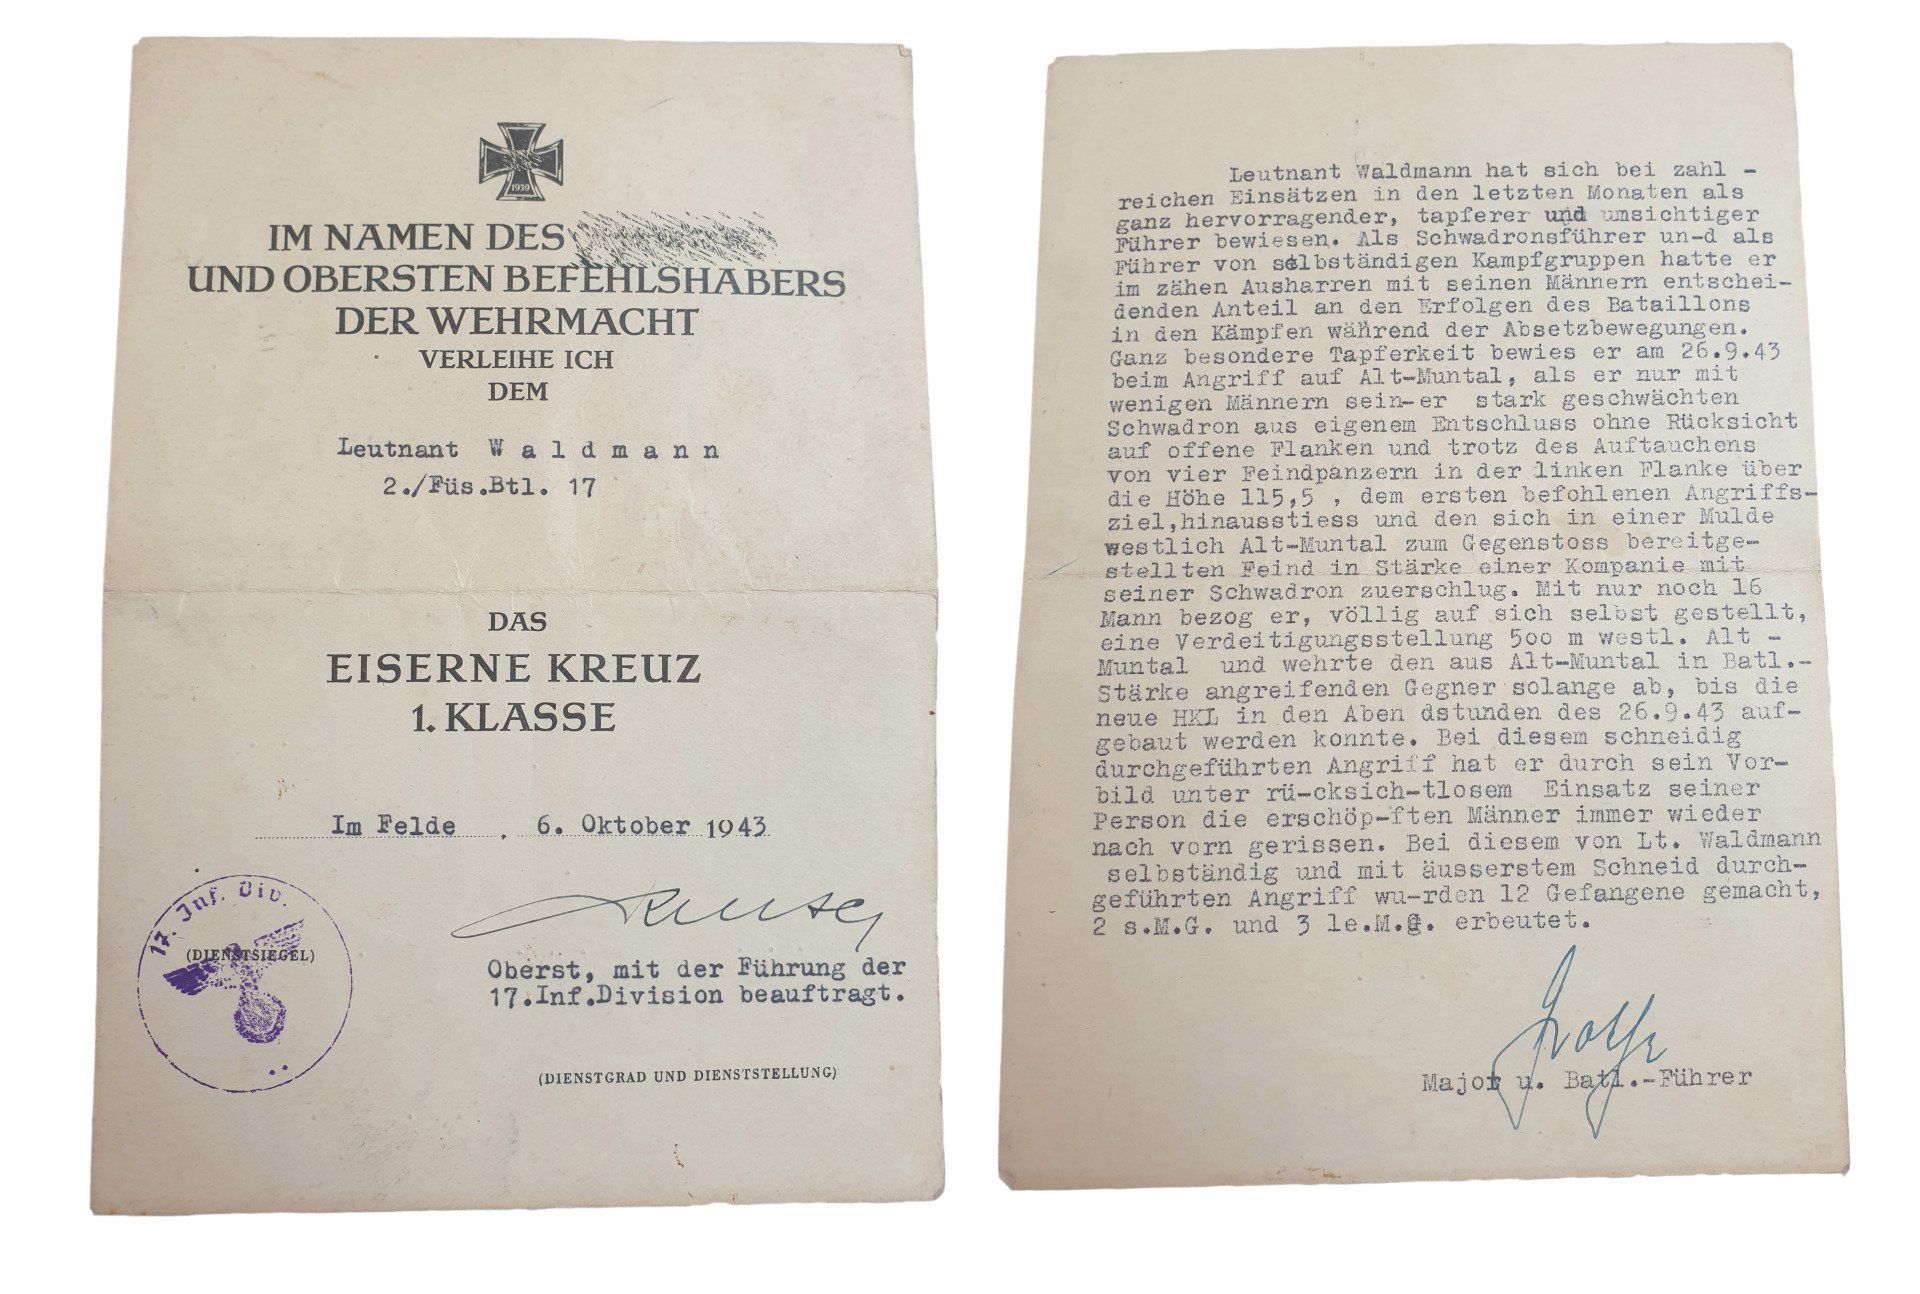 1939
IM NAMEN DES
UND OBERSTEN BEFEHLSHABERS
DER WEHRMACHT
VERLEIHE ICH
DEM
Leutnant W a l d m a n n
2./Füs.Btl. 17
DAS
EISERNE KREUZ
1. KLASSE
Im Felde , 6. Oktober 1943
17. Inf. Div.
(DIENSTSIEGEL)
Oberst, mit der Führung der
17.Inf.Division beauftragt.
(DIENSTGRAD UND DIENSTSTELLUNG)
Leutnant Waldmann hat sich bei zahl -
reichen Einsätzen in den letzten Monaten als
ganz hervorragender, tapferer und umsichtiger
Führer bewiesen. Als Schwadronsführer un-d als
Führer von selbständigen Kampfgruppen hatte er
im zähen Ausharren mit seinen Männern entschei-
denden Anteil an den Erfolgen des Bataillons
in den Kämpfen während der Absetzbewegungen.
Ganz besondere Tapferkeit bewies er am 26.9.43
beim Angriff auf Alt-Muntal, als er nur mit
wenigen Männern sein-er stark geschwächten
Schwadron aus eigenem Entschluss ohne Rücksicht
auf offene Flanken und trotz des Auftauchens
von vier Feindpanzern in der linken Flanke über
die Höhe 115,5 , dem ersten befohlenen Angriffs-
ziel,hinausstiess und den sich in einer Mulde
westlich Alt-Muntal zum Gegenstoss bereitge-
stellten Feind in Stärke einer Kompanie mit
seiner Schwadron zuerschlug. Mit nur noch 16
Mann bezog er, völlig auf sich selbst gestellt,
eine Verdeitigungsstellung 500 m westl. Alt -
Muntal und wehrte den aus Alt-Muntal in Batl.-
Stärke angreifenden Gegner solange ab, bis die
neue HKL in den Aben dstunden des 26.9.43 auf-
gebaut werden konnte. Bei diesem schneidig
durchgeführten Angriff hat er durch sein Vor-
bild unter rü-cksich-tlosem Einsatz seiner
Person die erschöp-ften Männer immer wieder
nach vorn gerissen. Bei diesem von Lt. Waldmann
selbständig und mit äusserstem Schneid durch-
geführten Angriff wu-rden 12 Gefangene gemacht,
2 s.M.G. und 3 le.M.G. erbeutet.
Major u. Batl.-Führer